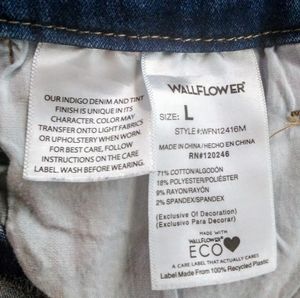 OUR INDIGO DENIM AND TINT
FINISH IS UNIQUE IN ITS
CHARACTER. COLOR MAY
TRANSFER ONTO LIGHT FABRICS
OR UPHOLSTERY WHEN WORN.
FOR BEST CARE, FOLLOW
INSTRUCTIONS ON THE CARE
LABEL. WASH BEFORE WEARING.
WALLFLOWER
SIZE: L
STYLE #:WFN12416M
MADE IN CHINA / HECHO EN CHINA
RN#120246
71% COTTON/ALGODÓN
18% POLYESTER/POLIÉSTER
9% RAYON/RAYÓN
2% SPANDEX/SPANDEX
(Exclusive Of Decoration)
(Exclusivo Para Decoración)
MADE WITH
WALLFLOWER
ECO
A CARE LABEL THAT ACTUALLY CARES
Label Made From 100% Recycled Plastic